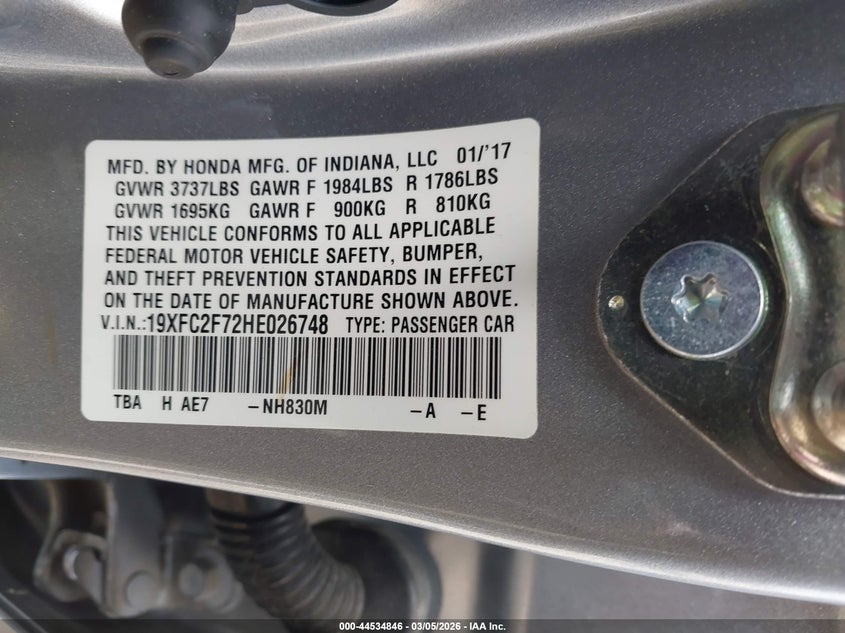 MFD. BY HONDA MFG. OF INDIANA, LLC 01/'17
GVWR 3737LBS GAWR F 1984LBS R 1786LBS
GVWR 1695KG GAWR F 900KG R 810KG
THIS VEHICLE CONFORMS TO ALL APPLICABLE
FEDERAL MOTOR VEHICLE SAFETY, BUMPER,
AND THEFT PREVENTION STANDARDS IN EFFECT
ON THE DATE OF MANUFACTURE SHOWN ABOVE.
V.I.N.:19XFC2F72HE026748 TYPE: PASSENGER CAR
TBA H AE7 -NH830M -A -E
000-44534846 | 03/05/2026 - IAA Inc.